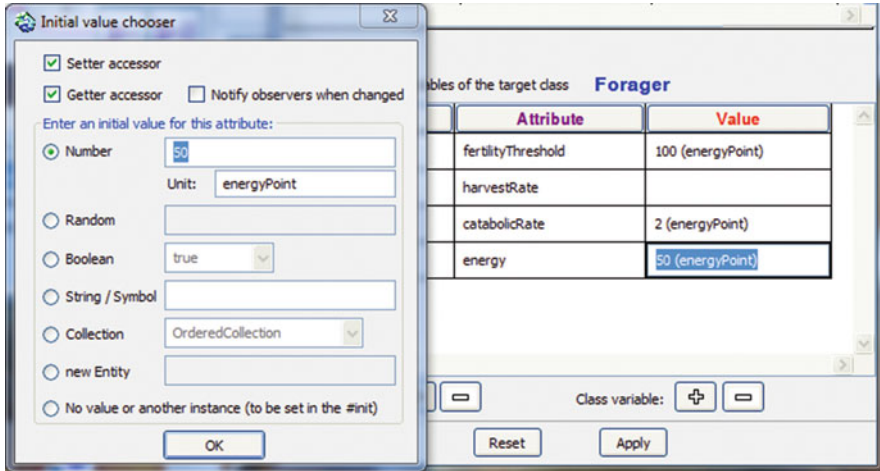 Initial value chooser
Setter accessor
Getter accessor
Notify observers when changed
Enter an initial value for this attribute:
Number
50
Unit:
energyPoint
Random
Boolean
true
String / Symbol
Collection
OrderedCollection
new Entity
No value or another instance (to be set in the #init)
OK
of the target class Forager
Attribute Value
fertilityThreshold 100 (energyPoint)
harvestRate
catabolicRate 2 (energyPoint)
energy 50 (energyPoint)
Class variable:
Reset Apply